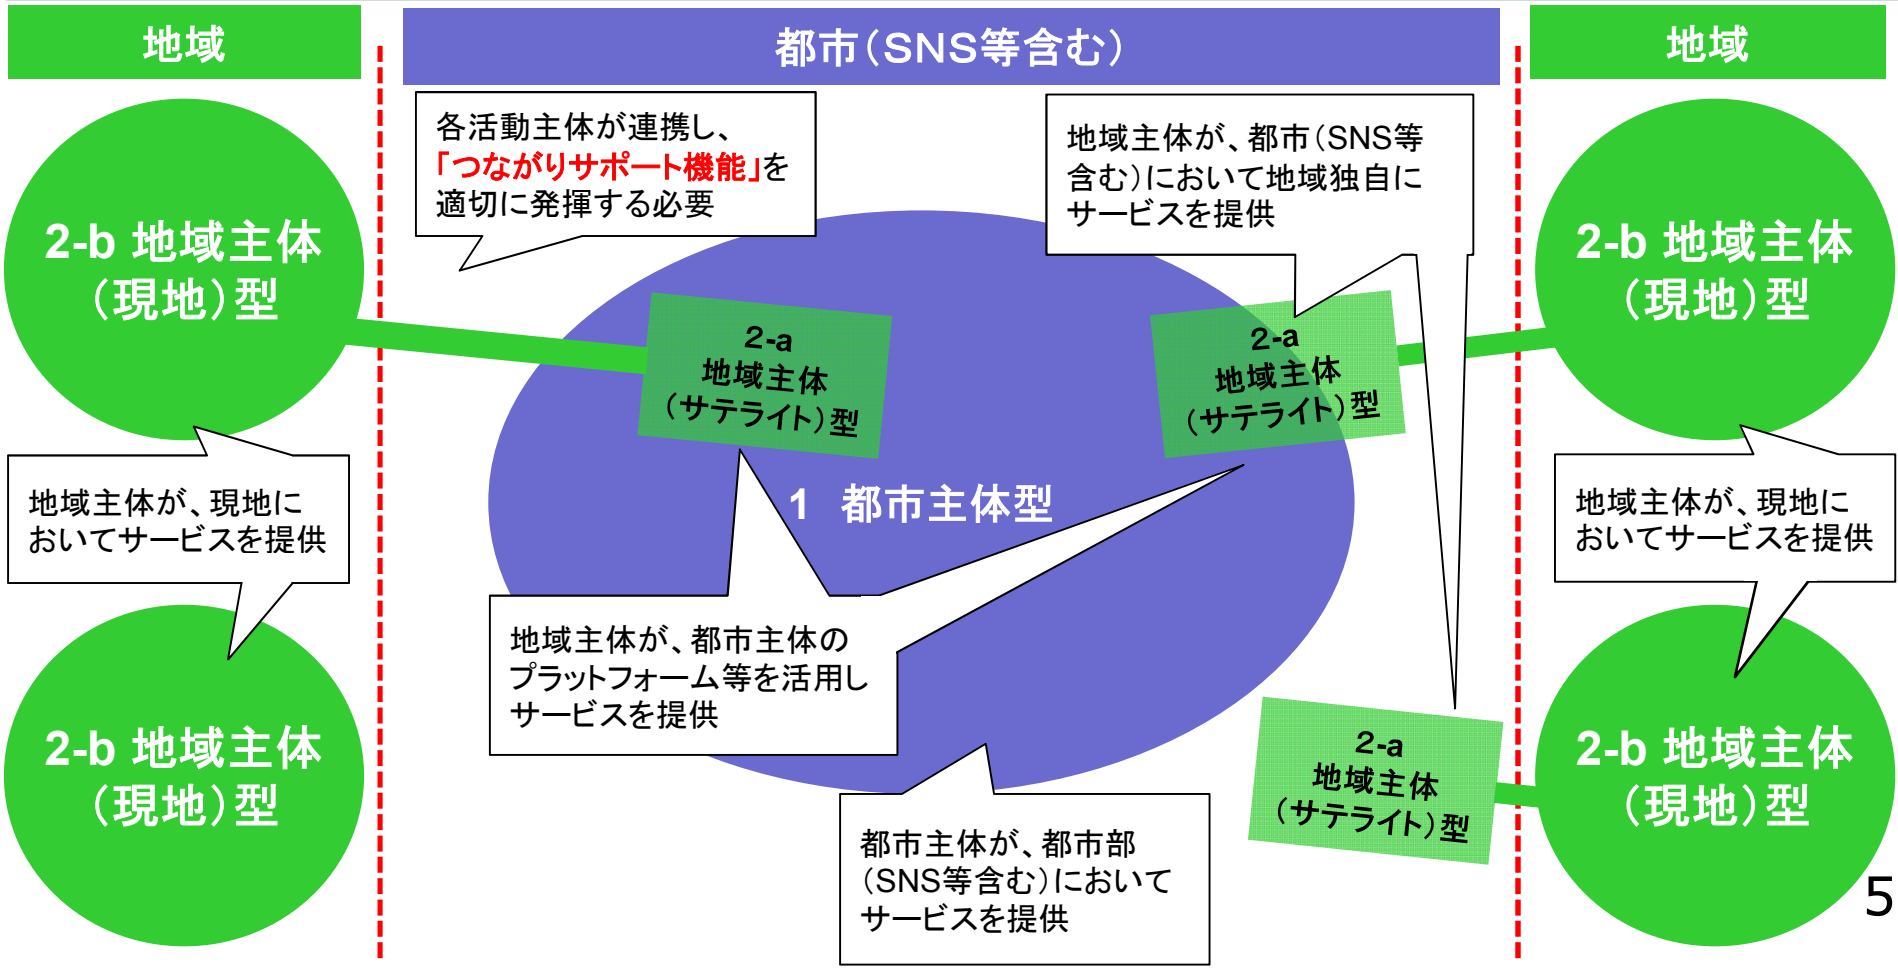 地域
都市（SNS等含む）
地域
各活動主体が連携し、
「つながりサポート機能」を
適切に発揮する必要
地域主体が、都市（SNS等
含む）において地域独自に
サービスを提供
2-b 地域主体
（現地）型
2-b 地域主体
（現地）型
２-a
地域主体
（サテライト）型
２-a
地域主体
（サテライト）型
地域主体が、現地に
おいてサービスを提供
1　都市主体型
地域主体が、現地に
おいてサービスを提供
地域主体が、都市主体の
プラットフォーム等を活用し
サービスを提供
2-b 地域主体
（現地）型
２-a
地域主体
（サテライト）型
2-b 地域主体
（現地）型
都市主体が、都市部
（SNS等含む）において
サービスを提供
5